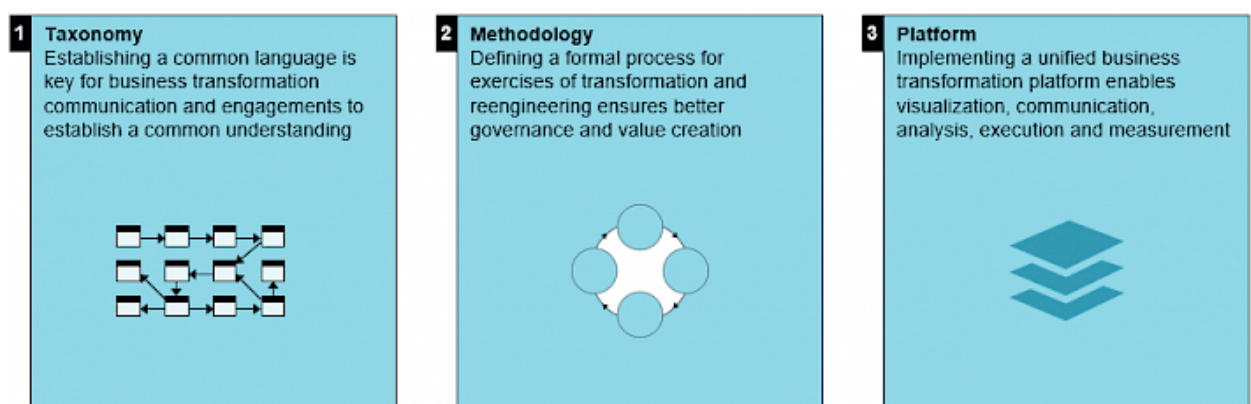 1
Taxonomy
Establishing a common language is
key for business transformation
communication and engagements to
establish a common understanding
2
Methodology
Defining a formal process for
exercises of transformation and
reengineering ensures better
governance and value creation
3
Platform
Implementing a unified business
transformation platform enables
visualization, communication,
analysis, execution and measurement